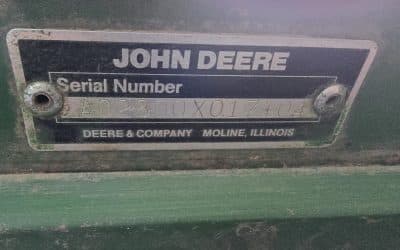 JOHN DEERE
Serial Number
DEERE & COMPANY MOLINE, ILLINOIS